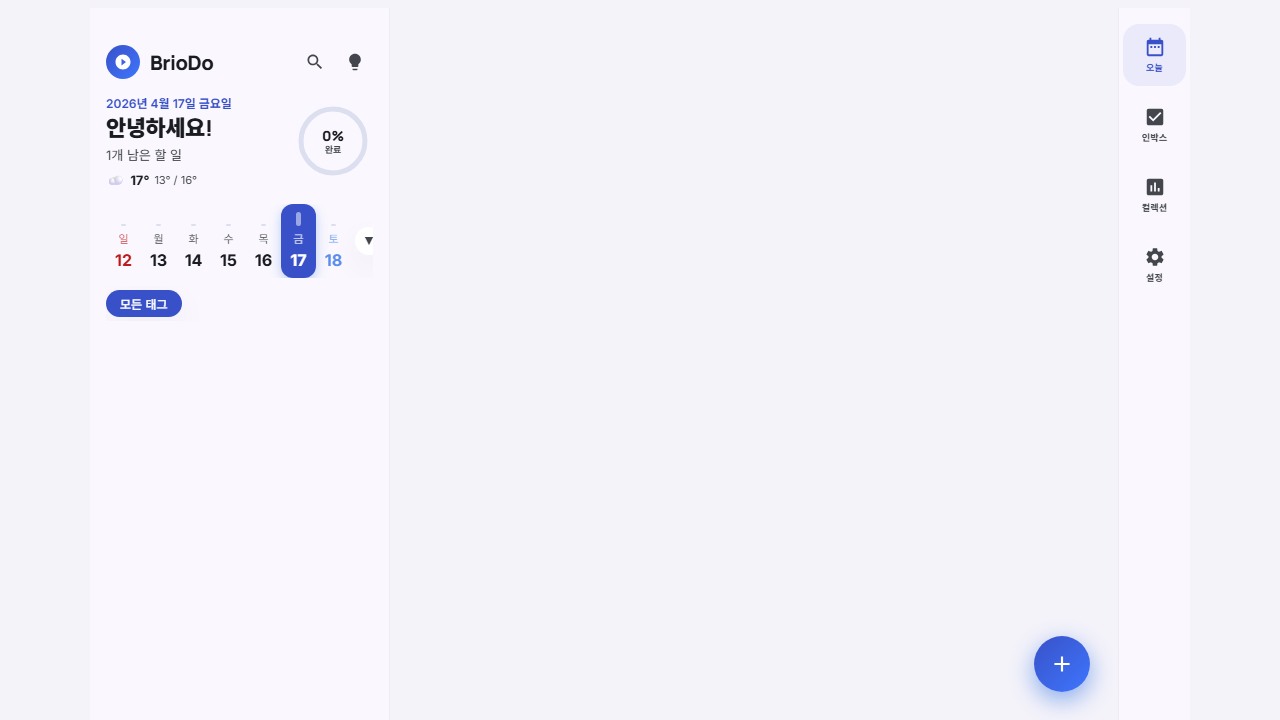 BrioDo
2026년 4월 17일 금요일
안녕하세요!
1개 남은 할 일
17° 13° / 16°
0%
완료
일 월 화 수 목 금 토
12 13 14 15 16 17 18
모든 태그
오늘
인박스
컬렉션
설정